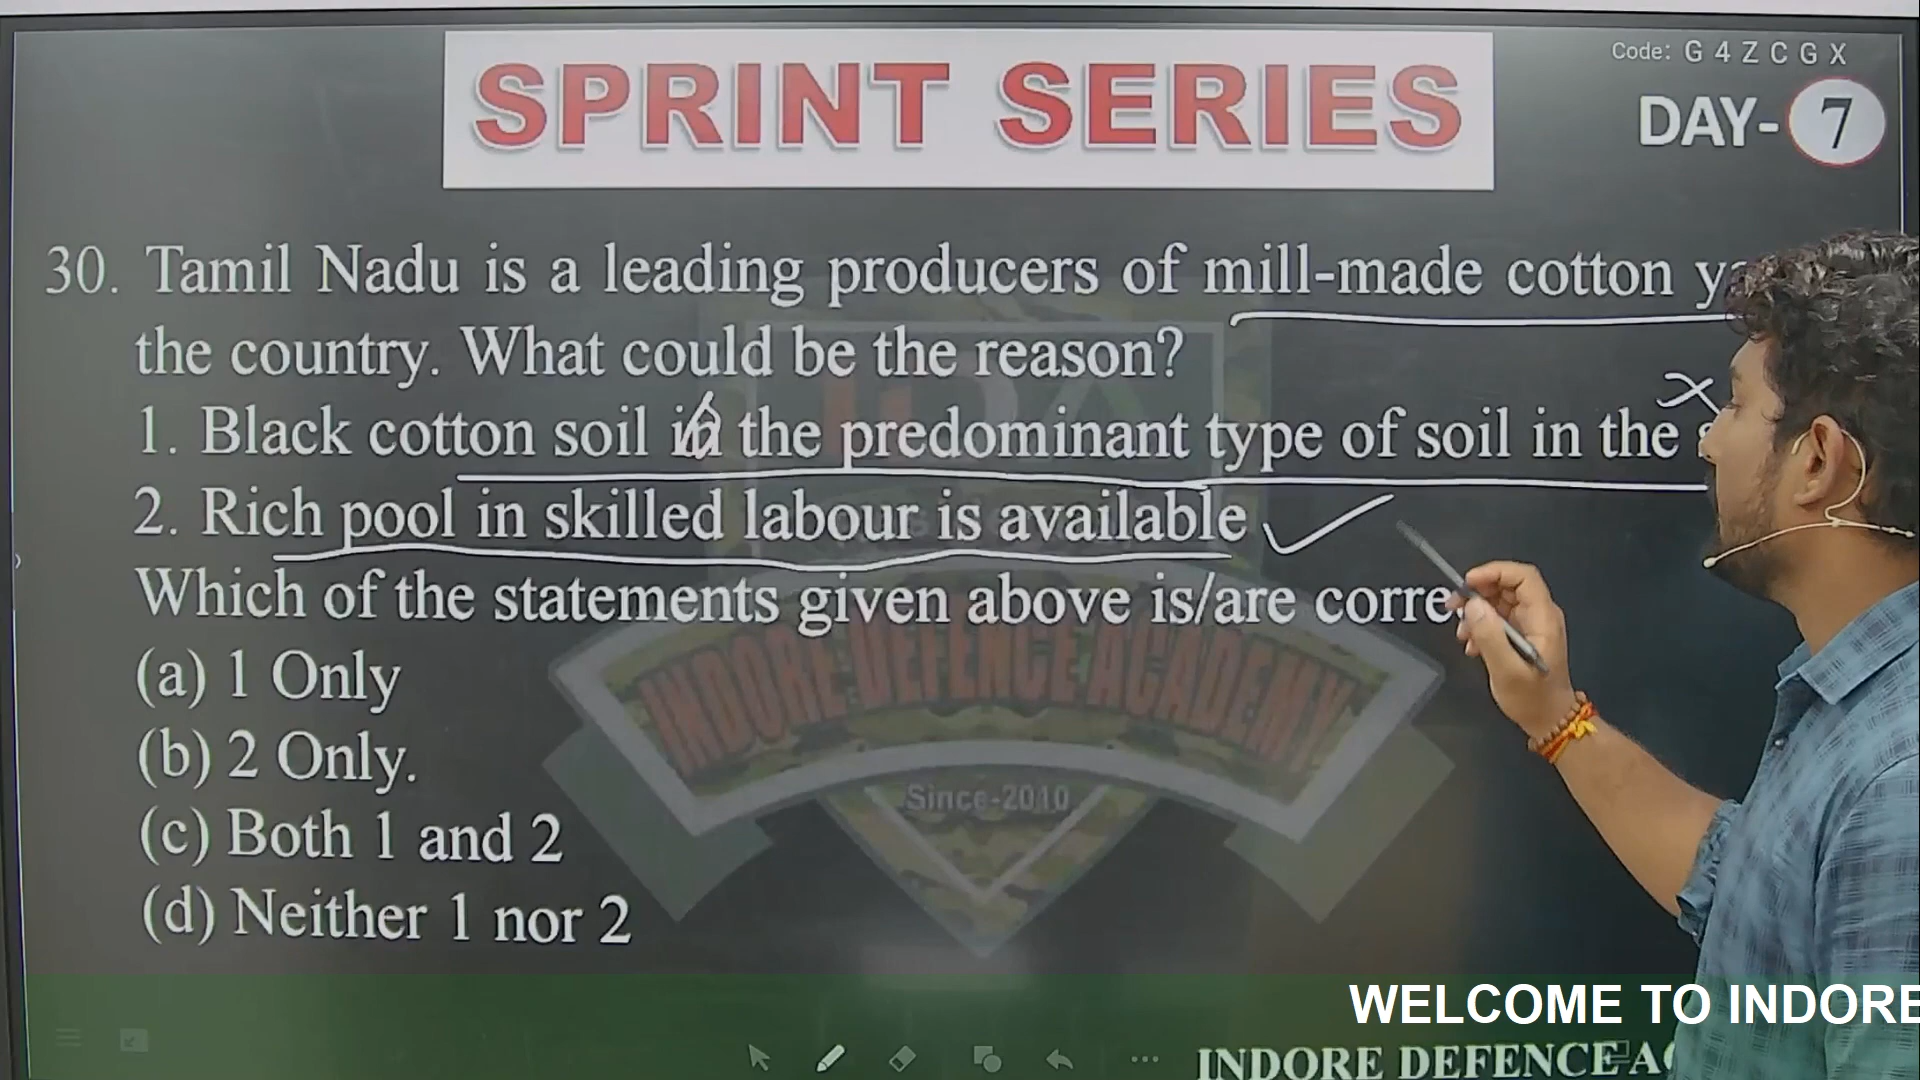 Code: G 4 Z C G X
SPRINT SERIES
DAY- 7
30. Tamil Nadu is a leading producers of mill-made cotton
the country. What could be the reason?
1. Black cotton soil in the predominant type of soil in the
2. Rich pool in skilled labour is available
Which of the statements given above is/are
(a) 1 Only
(b) 2 Only.
(c) Both 1 and 2
(d) Neither 1 nor 2
INDORE DEFENCE ACADEMY
Since-2010
WELCOME TO INDORE
INDORE DEFENCE